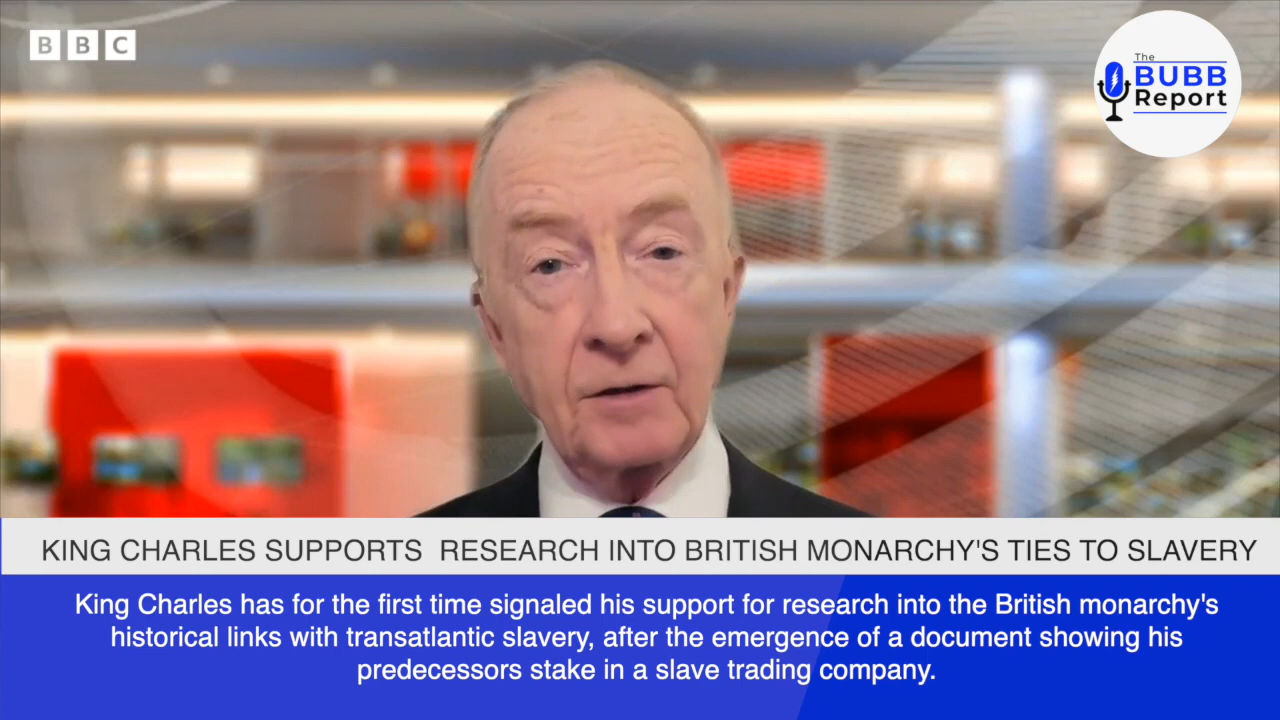 BBC
The
BUBB
Report
KING CHARLES SUPPORTS  RESEARCH INTO BRITISH MONARCHY'S TIES TO SLAVERY
King Charles has for the first time signaled his support for research into the British monarchy's
historical links with transatlantic slavery, after the emergence of a document showing his
predecessors stake in a slave trading company.